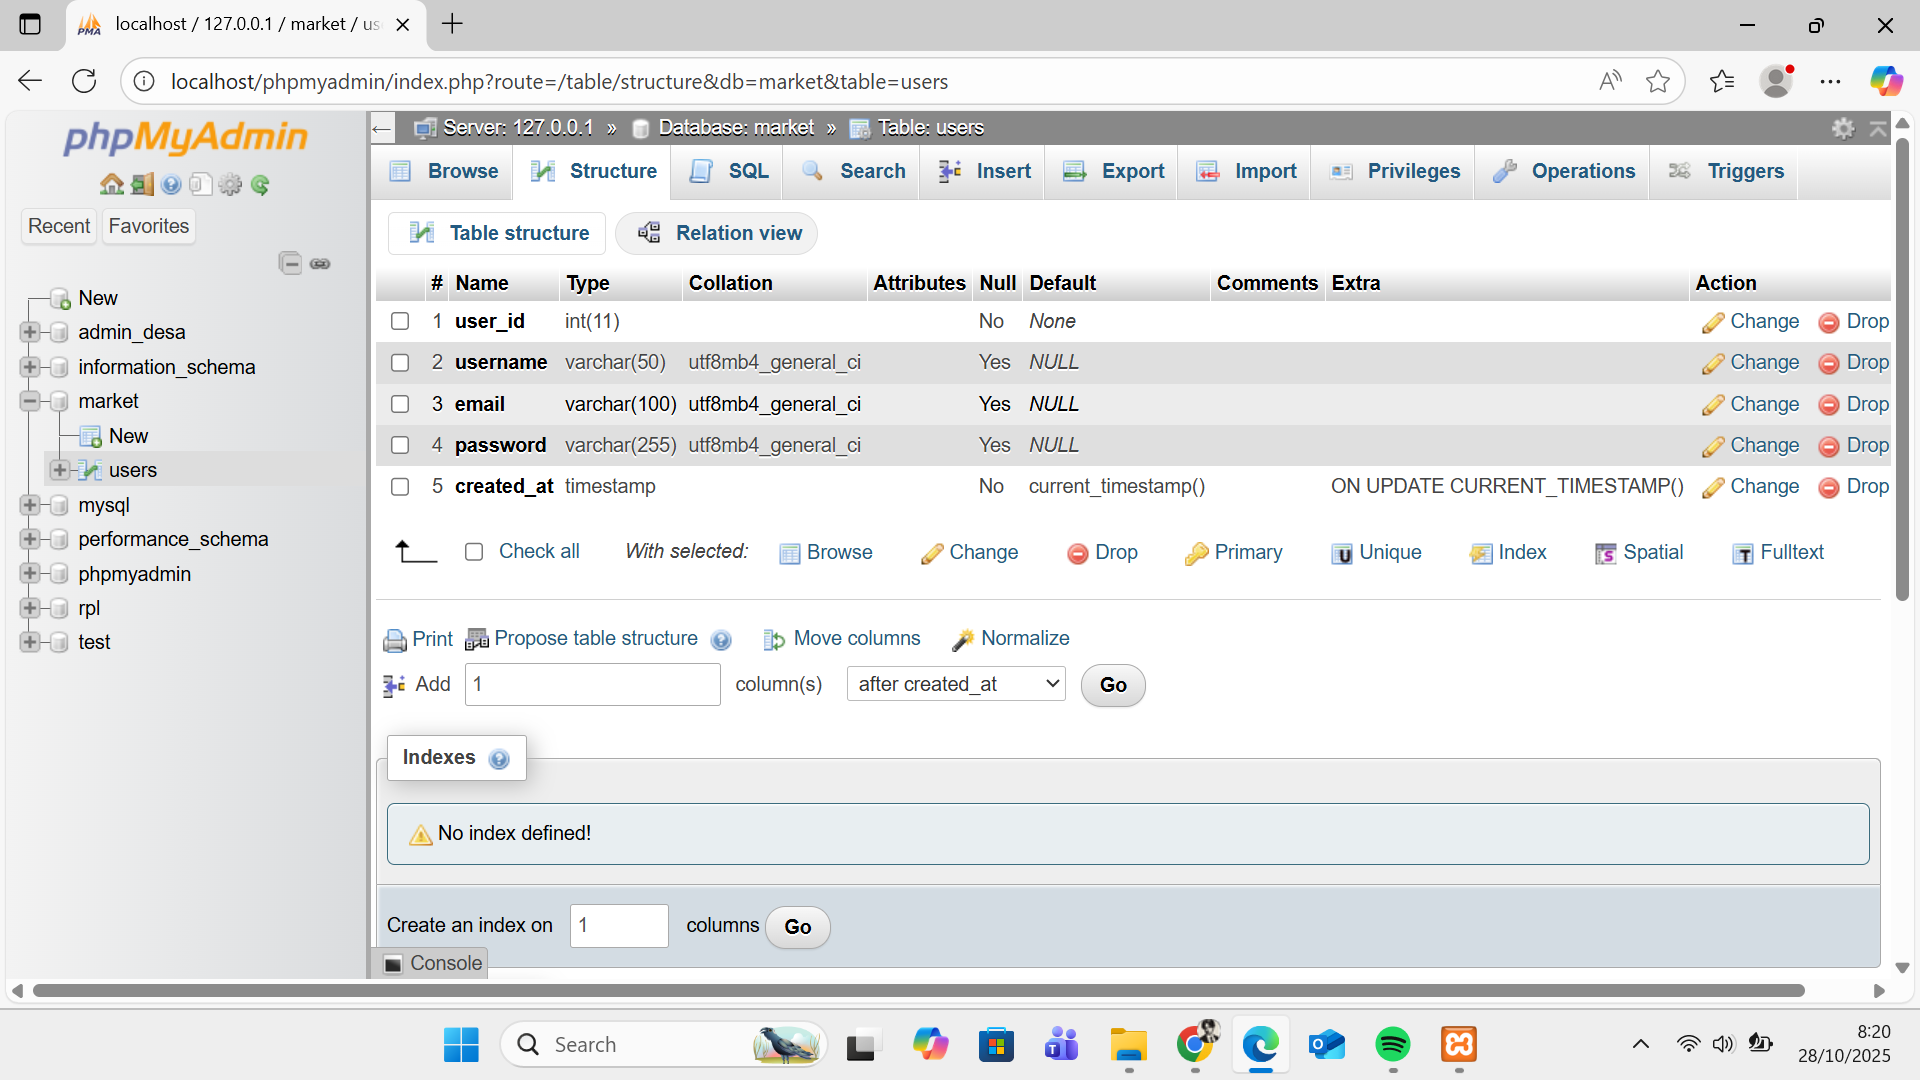 localhost / 127.0.0.1 / market / us
localhost/phpmyadmin/index.php?route=/table/structure&db=market&table=users
phpMyAdmin
Recent
Favorites
New
admin_desa
information_schema
market
New
users
mysql
performance_schema
phpmyadmin
rpl
test
Server: 127.0.0.1 » Database: market » Table: users
Browse Structure SQL Search Insert Export Import Privileges Operations Triggers
Table structure Relation view
# Name Type Collation Attributes Null Default Comments Extra Action
1 user_id int(11) No None Change Drop
2 username varchar(50) utf8mb4_general_ci Yes NULL Change Drop
3 email varchar(100) utf8mb4_general_ci Yes NULL Change Drop
4 password varchar(255) utf8mb4_general_ci Yes NULL Change Drop
5 created_at timestamp No current_timestamp() ON UPDATE CURRENT_TIMESTAMP() Change Drop
Check all With selected: Browse Change Drop Primary Unique Index Spatial Fulltext
Print Propose table structure Move columns Normalize
Add 1 column(s) after created_at Go
Indexes
No index defined!
Create an index on 1 columns Go
Console
Search
8:20
28/10/2025